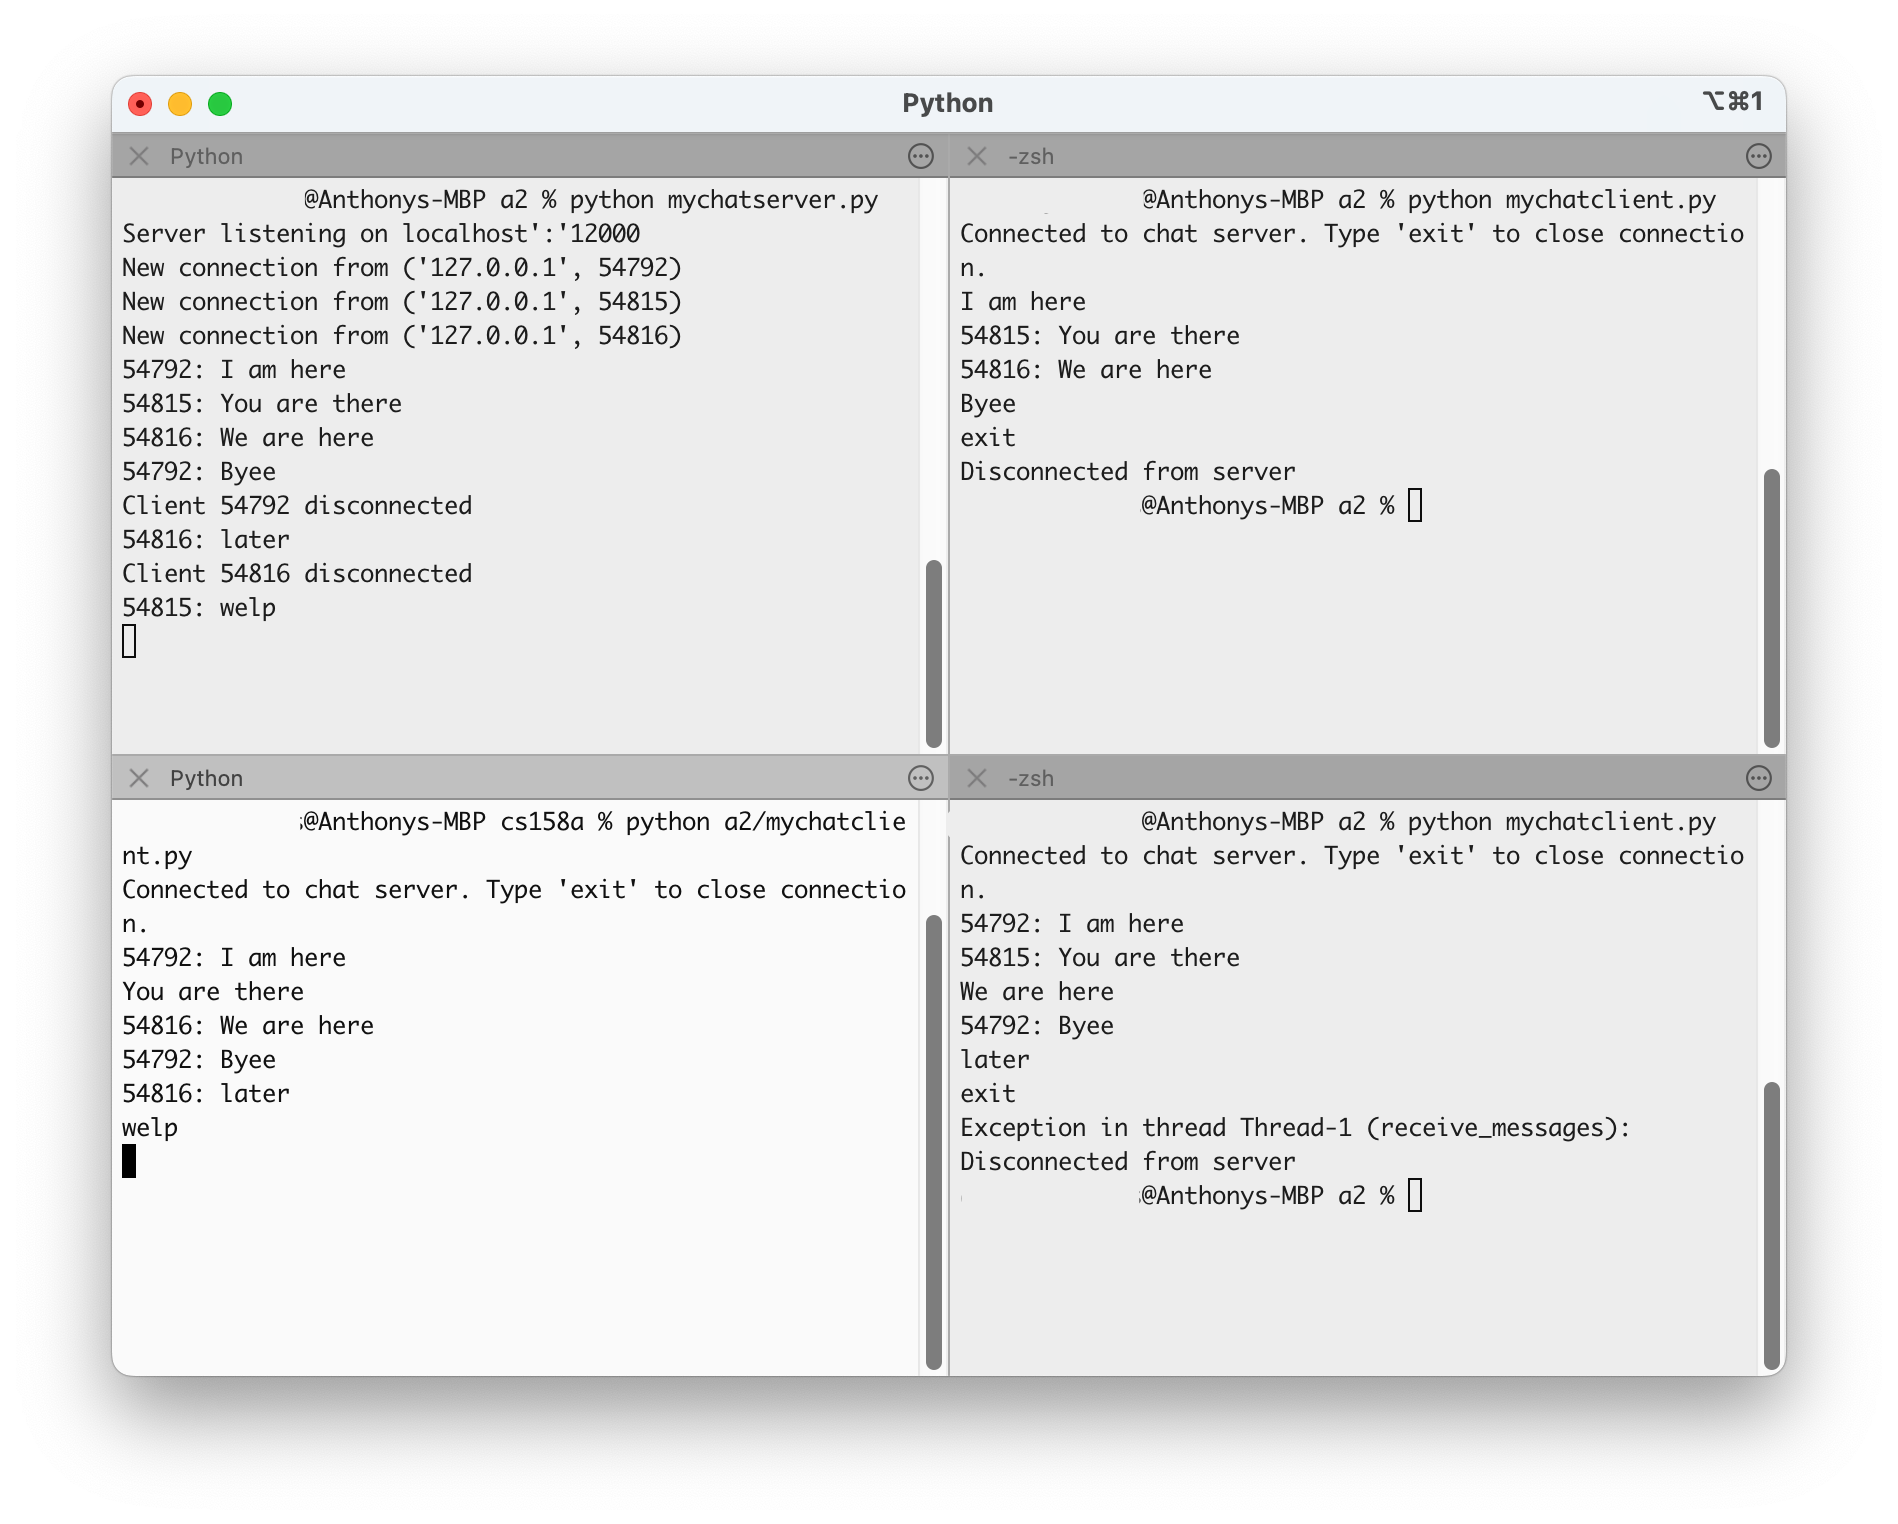 Python
⌥⌘1
Python
@Anthonys-MBP a2 % python mychatserver.py
Server listening on localhost':'12000
New connection from ('127.0.0.1', 54792)
New connection from ('127.0.0.1', 54815)
New connection from ('127.0.0.1', 54816)
54792: I am here
54815: You are there
54816: We are here
54792: Byee
Client 54792 disconnected
54816: later
Client 54816 disconnected
54815: welp
-zsh
@Anthonys-MBP a2 % python mychatclient.py
Connected to chat server. Type 'exit' to close connectio
n.
I am here
54815: You are there
54816: We are here
Byee
exit
Disconnected from server
@Anthonys-MBP a2 %
Python
@Anthonys-MBP cs158a % python a2/mychatclie
nt.py
Connected to chat server. Type 'exit' to close connectio
n.
54792: I am here
You are there
54816: We are here
54792: Byee
54816: later
welp
-zsh
@Anthonys-MBP a2 % python mychatclient.py
Connected to chat server. Type 'exit' to close connectio
n.
54792: I am here
54815: You are there
We are here
54792: Byee
later
exit
Exception in thread Thread-1 (receive_messages):
Disconnected from server
@Anthonys-MBP a2 %